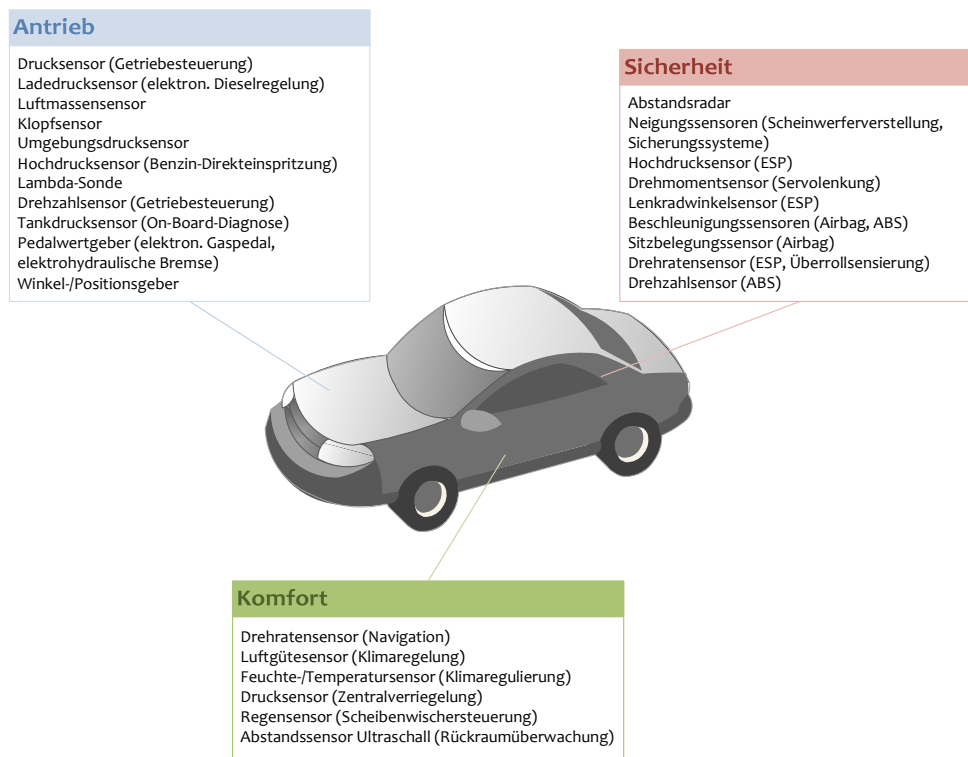 Antrieb
Drucksensor (Getriebesteuerung)
Ladedrucksensor (elektron. Dieselregelung)
Luftmassensensor
Klopfsensor
Umgebungsdrucksensor
Hochdrucksensor (Benzin-Direkteinspritzung)
Lambda-Sonde
Drehzahlsensor (Getriebesteuerung)
Tankdrucksensor (On-Board-Diagnose)
Pedalwertgeber (elektron. Gaspedal,
elektrohydraulische Bremse)
Winkel-/Positionsgeber
Sicherheit
Abstandsradar
Neigungssensoren (Scheinwerferverstellung,
Sicherungssysteme)
Hochdrucksensor (ESP)
Drehmomentsensor (Servolenkung)
Lenkradwinkelsensor (ESP)
Beschleunigungssensoren (Airbag, ABS)
Sitzbelegungssensor (Airbag)
Drehratensensor (ESP, Überrollsensierung)
Drehzahlsensor (ABS)
Komfort
Drehratensensor (Navigation)
Luftgütesensor (Klimaregelung)
Feuchte-/Temperatursensor (Klimaregulierung)
Drucksensor (Zentralverriegelung)
Regensensor (Scheibenwischersteuerung)
Abstandssensor Ultraschall (Rückraumüberwachung)